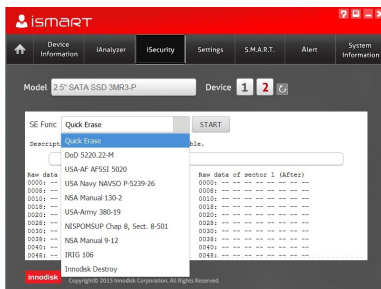 ismart
Device Information
iAnalyzer
iSecurity
Settings
S.M.A.R.T.
Alert
System Information
Model 2.5" SATA SSD 3MR3-P
Device 1 2
SE Func Quick Erase START
Quick Erase
Descript ble.
DoD 5220.22-M
USA-AF AFSSI 5020
USA Navy NAVSO P-5239-26
NSA Manual 130-2
USA-Army 380-19
NISPOMSUP Chap 8, Sect. 8-501
NSA Manual 9-12
IRIG 106
Innodisk Destroy
Raw data
0000: --
0008: --
0010: --
0018: --
0020: --
0028: --
0030: --
0038: --
0040: --
0048: --
Raw data of sector 1 (After)
0000: -- -- -- -- -- -- -- --
0008: -- -- -- -- -- -- -- --
0010: -- -- -- -- -- -- -- --
0018: -- -- -- -- -- -- -- --
0020: -- -- -- -- -- -- -- --
0028: -- -- -- -- -- -- -- --
0030: -- -- -- -- -- -- -- --
0038: -- -- -- -- -- -- -- --
0040: -- -- -- -- -- -- -- --
0048: -- -- -- -- -- -- -- --
innodisk Copyright© 2015 Innodisk Corporation. All Rights Reserved.